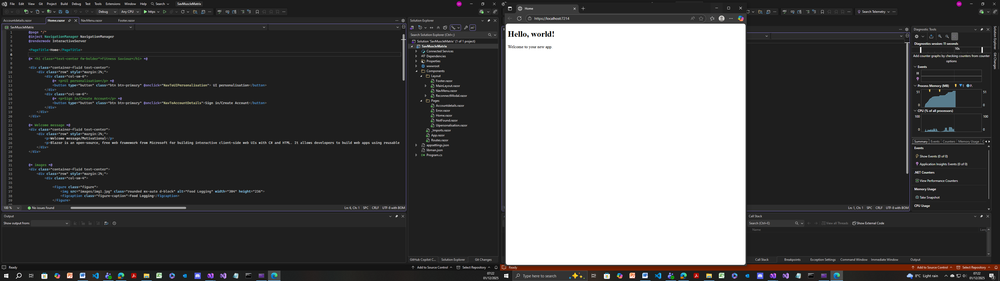 File Edit View Git Project Build Debug Test Tools Extensions Window Help Search SavMuscleMatrix SH
Debug Any CPU https
Accountdetails.razor Home.razor NavMenu.razor Footer.razor
SavMuscleMatrix
1 @page "/"
2 @inject NavigationManager NavigationManager
3 @rendermode InteractiveServer
4
5 <PageTitle>Home</PageTitle>
6
7 @* <h1 class="text-center fw-bolder">Fitness Saviour</h1> *@
8
9 <div class="container-fluid text-center">
10 <div class="row" style="margin:2%;">
11 <div class="col-sm-6">
12 @* <p>UI personalisation</p> *@
13 <button type="button" class="btn btn-primary" @onclick="NavToUIPersonalisation"> UI personalisation</button>
14 </div>
15 <div class="col-sm-6">
16 @* <p>Sign in/Create Account</p> *@
17 <button type="button" class="btn btn-primary" @onclick="NavToAccountDetails">Sign in/Create Account</button>
18 </div>
19 </div>
20 </div>
21
22 @* Welcome message *@
23 <div class="container-fluid text-center">
24 <div class="row" style="margin:2%;">
25 <p>Welcome message/Motivational</p>
26 <p>Blazor is an open-source, free web framework from Microsoft for building interactive client-side web UIs with C# and HTML. It allows developers to build web apps using reusable
27 </div>
28 </div>
29
30
31 @* images *@
32 <div class="container-fluid text-center">
33 <div class="row" style="margin:2%;">
34 <div class="col-sm-4">
35
36 <figure class="figure">
37 <img src="images/img1.jpg" class="rounded mx-auto d-block" alt="Food Logging" width="304" height="236">
38 <figcaption class="figure-caption">Food Logging</figcaption>
39 </figure>
100 % No issues found Ln: 6, Ch: 1 SPC CRLF UTF-8 with BOM
Output
Show output from:
Solution Explorer
Search Solution Explorer (Ctrl+;)
Solution 'SavMuscleMatrix' (1 of 1 project)
SavMuscleMatrix
Connected Services
Dependencies
Properties
wwwroot
Components
Layout
Footer.razor
MainLayout.razor
NavMenu.razor
ReconnectModal.razor
Pages
Accountdetails.razor
Error.razor
Home.razor
NotFound.razor
Uipersonalisation.razor
_Imports.razor
App.razor
Routes.razor
appsettings.json
libman.json
Program.cs
GitHub Copilot C... Solution Explorer Git Changes
Ready Add to Source Control Select Repository
07:22
01/12/2025
Home
https://localhost:7214
Hello, world!
Welcome to your new app.
SH
Search Telemetry
Diagnostic Tools
Diagnostics session: 11 seconds
10s
Add counter graphs by checking counters from counter
options
Events
Process Memory (MB) S P.
51 51
0 0
CPU (% of all processors)
100 100
0 0
Summary Events Counters Memory Usage C
Events
Show Events (0 of 0)
Application Insights Events (0 of 0)
.NET Counters
View Performance Counters
Memory Usage
Take Snapshot
CPU Usage
Solution Explorer
Git Changes
Ln: 1, Ch: 1 SPC CRLF UTF-8 with BOM
Call Stack
Search (Ctrl+E) View all Threads Show External Code
Name Lang
Call Stack Breakpoints Exception Settings Command Window Immediate Window Output
Ready Add to Source Control Select Repository
Type here to search
8°C Light rain
07:22
01/12/2025
2